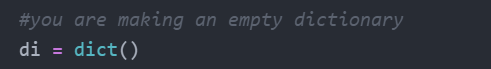 #you are making an empty dictionary
di = dict()